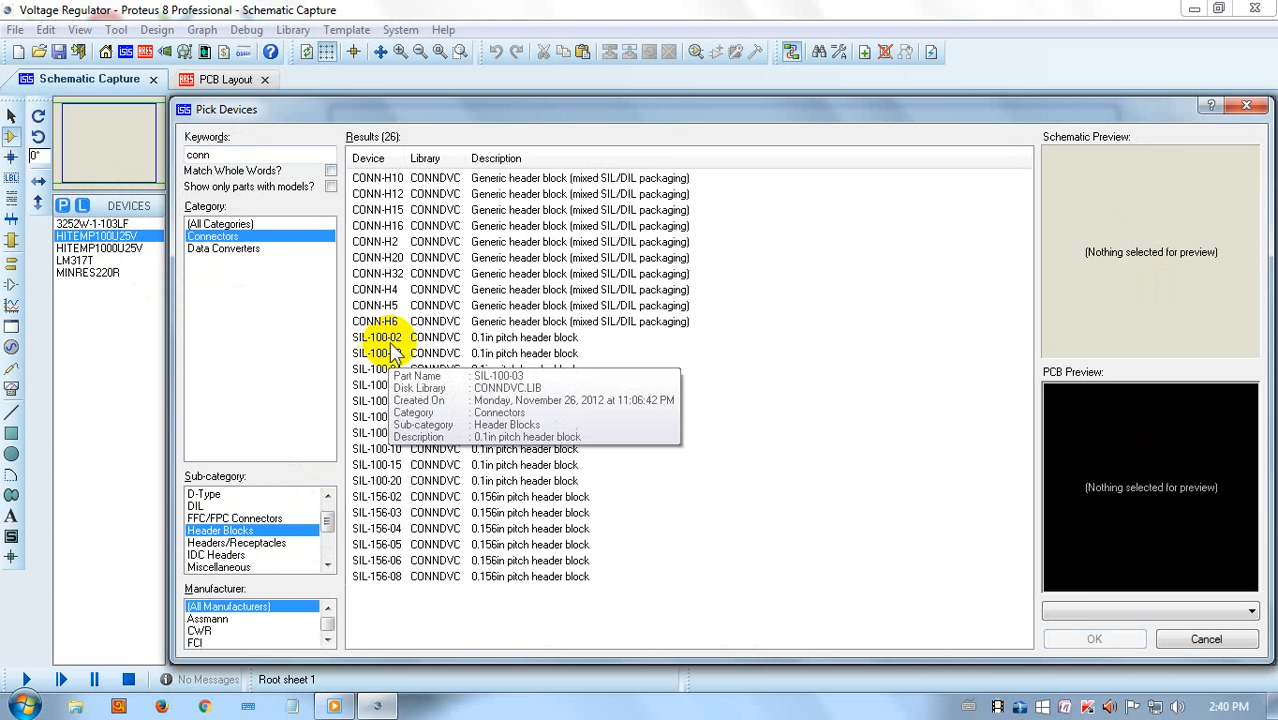 Voltage Regulator - Proteus 8 Professional - Schematic Capture
File Edit View Tool Design Graph Debug Library Template System Help
Schematic Capture
PCB Layout
Pick Devices
Keywords:
conn
Match Whole Words?
Show only parts with models?
Category:
(All Categories)
Connectors
Data Converters
Sub-category:
D-Type
DIL
FFC/FPC Connectors
Header Blocks
Headers/Receptacles
IDC Headers
Miscellaneous
Manufacturer:
(All Manufacturers)
Assmann
CWR
FCI
0°
P L DEVICES
3252W-1-103LF
HITEMP100U25V
HITEMP1000U25V
LM317T
MINRES220R
Results (26):
Device Library Description
CONN-H10 CONNDVC Generic header block (mixed SIL/DIL packaging)
CONN-H12 CONNDVC Generic header block (mixed SIL/DIL packaging)
CONN-H15 CONNDVC Generic header block (mixed SIL/DIL packaging)
CONN-H16 CONNDVC Generic header block (mixed SIL/DIL packaging)
CONN-H2 CONNDVC Generic header block (mixed SIL/DIL packaging)
CONN-H20 CONNDVC Generic header block (mixed SIL/DIL packaging)
CONN-H32 CONNDVC Generic header block (mixed SIL/DIL packaging)
CONN-H4 CONNDVC Generic header block (mixed SIL/DIL packaging)
CONN-H5 CONNDVC Generic header block (mixed SIL/DIL packaging)
CONN-H6 CONNDVC Generic header block (mixed SIL/DIL packaging)
SIL-100-02 CONNDVC 0.1in pitch header block
SIL-100- CONNDVC 0.1in pitch header block
SIL-100
SIL-100
SIL-100
SIL-100
SIL-100
SIL-100-10 CONNDVC 0.1in pitch header block
SIL-100-15 CONNDVC 0.1in pitch header block
SIL-100-20 CONNDVC 0.1in pitch header block
SIL-156-02 CONNDVC 0.156in pitch header block
SIL-156-03 CONNDVC 0.156in pitch header block
SIL-156-04 CONNDVC 0.156in pitch header block
SIL-156-05 CONNDVC 0.156in pitch header block
SIL-156-06 CONNDVC 0.156in pitch header block
SIL-156-08 CONNDVC 0.156in pitch header block
Part Name : SIL-100-03
Disk Library : CONNDVC.LIB
Created On : Monday, November 26, 2012 at 11:06:42 PM
Category : Connectors
Sub-category : Header Blocks
Description : 0.1in pitch header block
Schematic Preview:
(Nothing selected for preview)
PCB Preview:
(Nothing selected for preview)
OK Cancel
No Messages Root sheet 1
2:40 PM